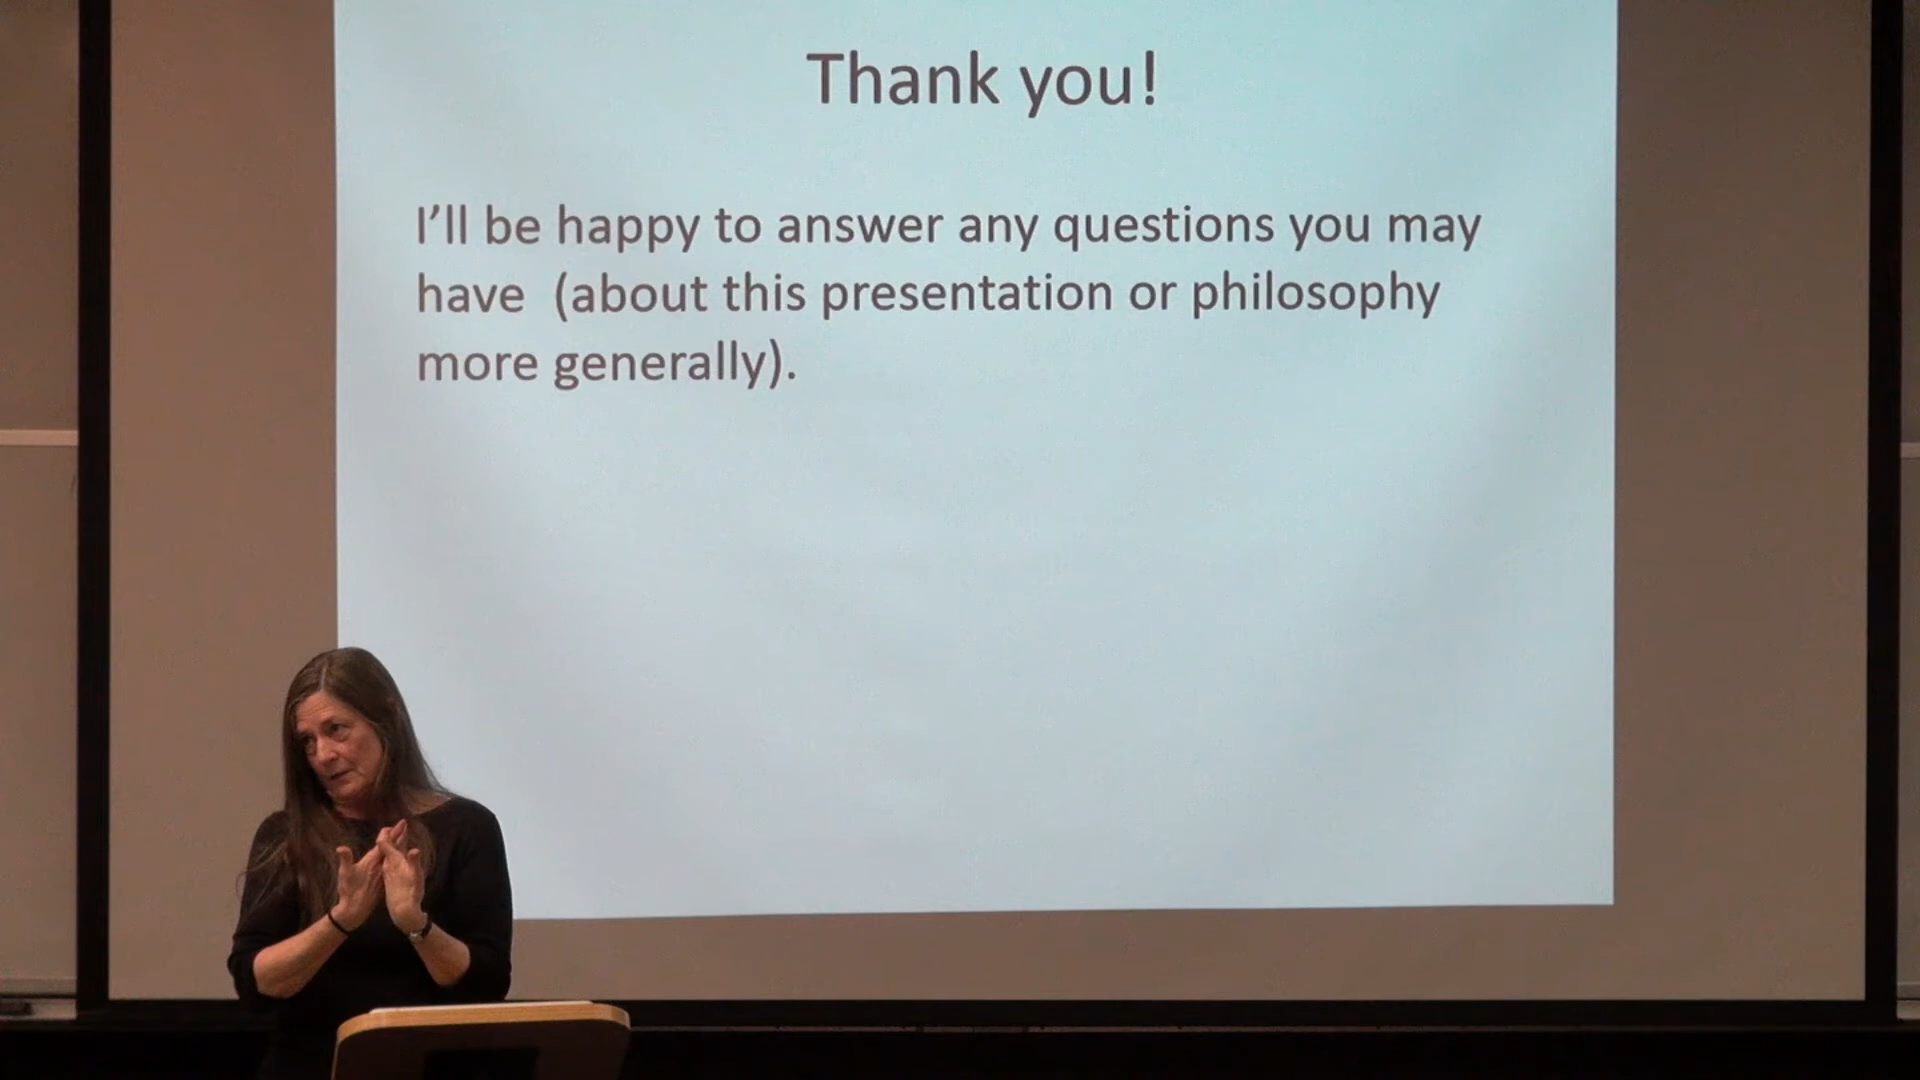 Thank you!
I’ll be happy to answer any questions you may
have  (about this presentation or philosophy
more generally).